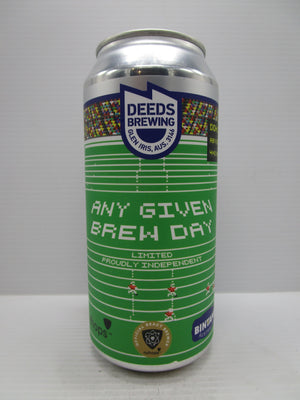 DEEDS
BREWING
GLEN IRIS, AUS. 3146
ANY GIVEN
BREW DAY
LIMITED
PROUDLY INDEPENDENT